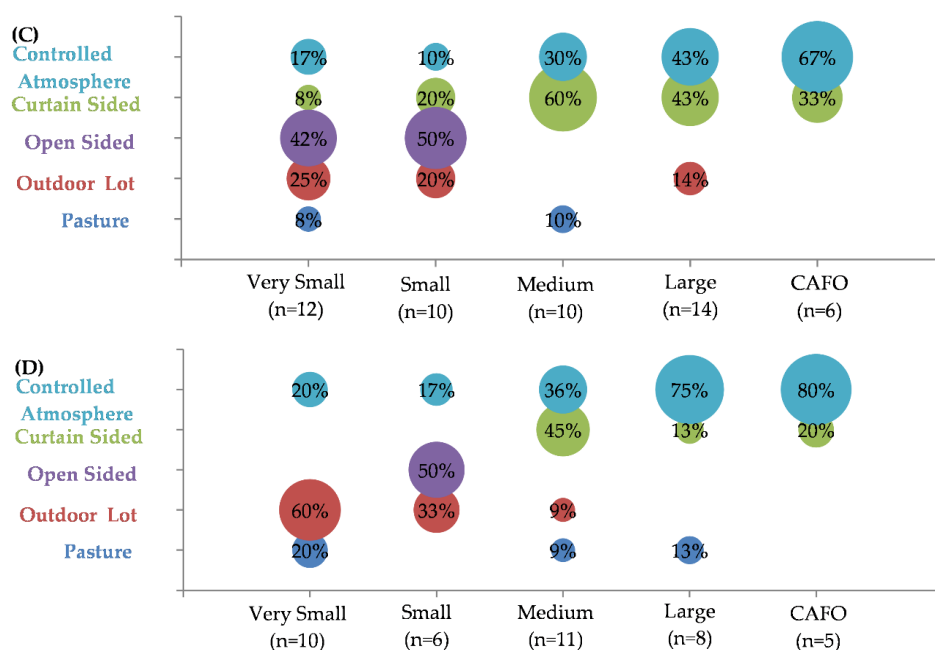 (C)
Controlled 17% 10% 30% 43% 67%
Atmosphere
Curtain Sided 8% 20% 60% 43% 33%
Open Sided 42% 50%
Outdoor Lot 25% 20% 14%
Pasture 8% 10%
Very Small Small Medium Large CAFO
(n=12) (n=10) (n=10) (n=14) (n=6)
(D)
Controlled 20% 17% 36% 75% 80%
Atmosphere
Curtain Sided 45% 13% 20%
Open Sided 50%
Outdoor Lot 60% 33% 9%
Pasture 20% 9% 13%
Very Small Small Medium Large CAFO
(n=10) (n=6) (n=11) (n=8) (n=5)